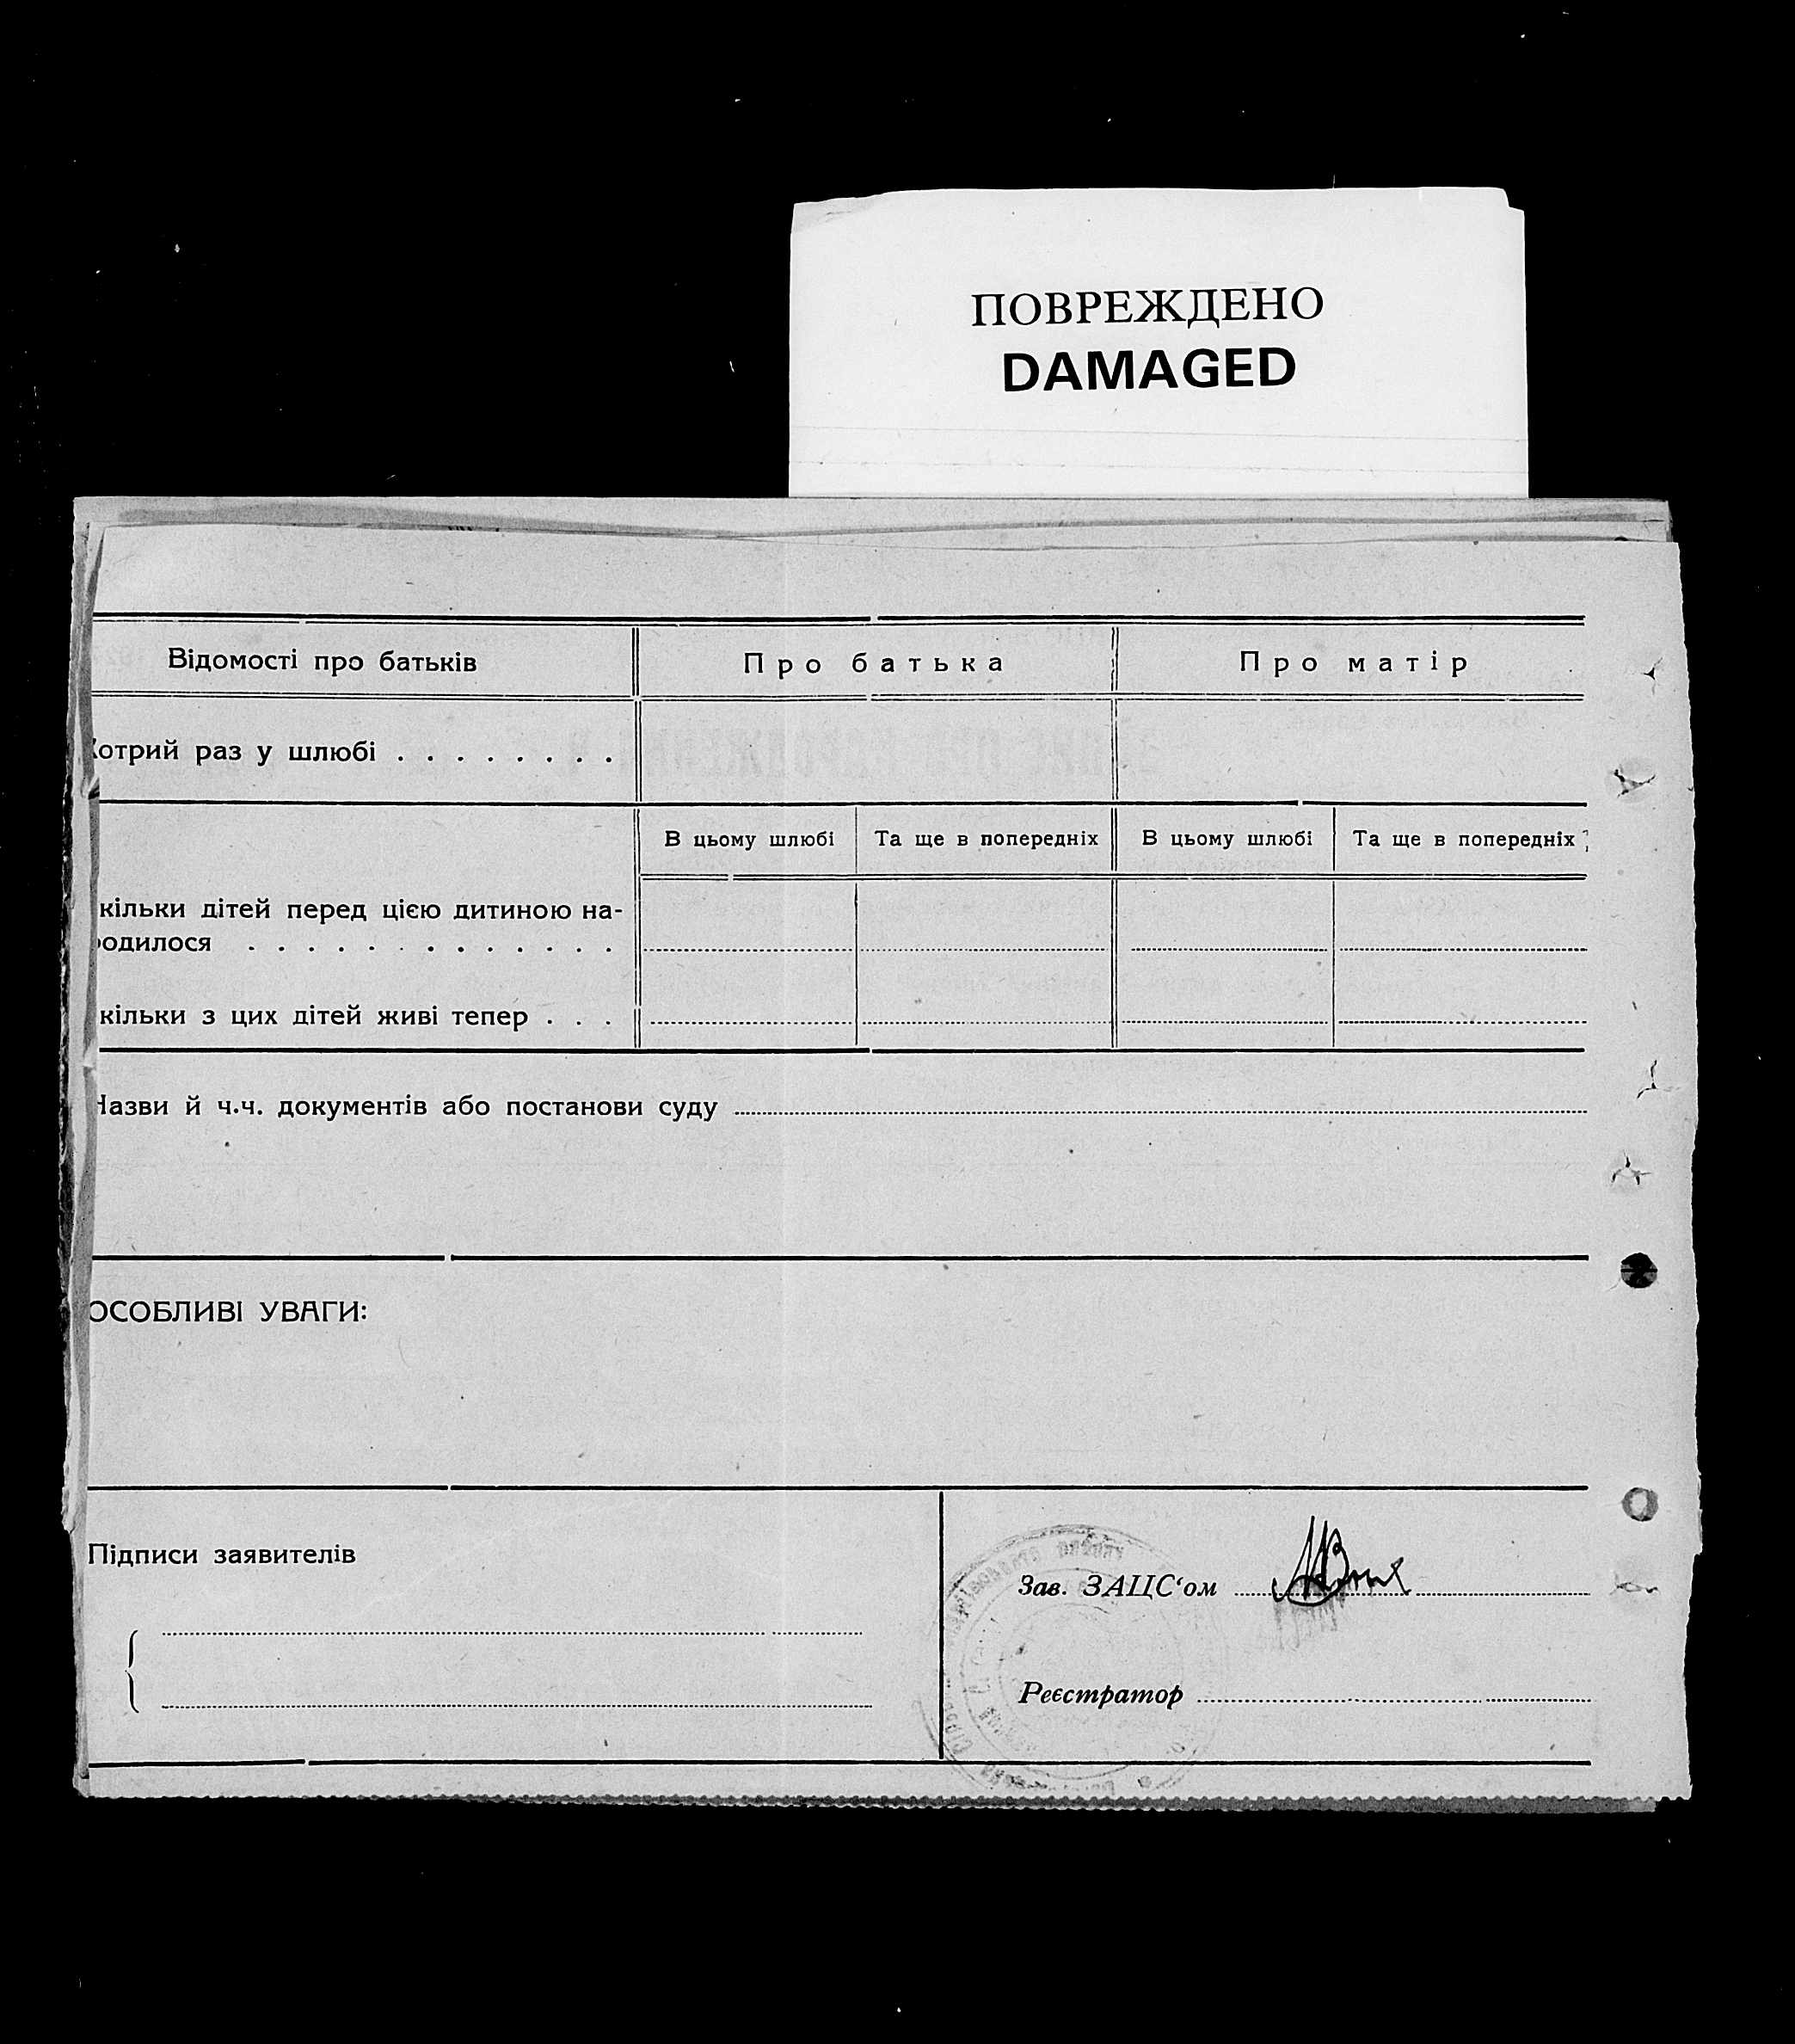 ПОВРЕЖДЕНО
DAMAGED
Відомості про батьків
Про батька
Про матір
отрий раз у шлюбі . . . . . . . .
В цьому шлюбі
Та ще в попередніх
В цьому шлюбі
Та ще в попередніх
кільки дітей перед цією дитиною на-
одилося . . . . . . . . . . . . .
кільки з цих дітей живі тепер . . .
Назви й ч.ч. документів або постанови суду
ОСОБЛИВІ УВАГИ:
Підписи заявителів
Зав. ЗАЦС‘ом
Реєстратор